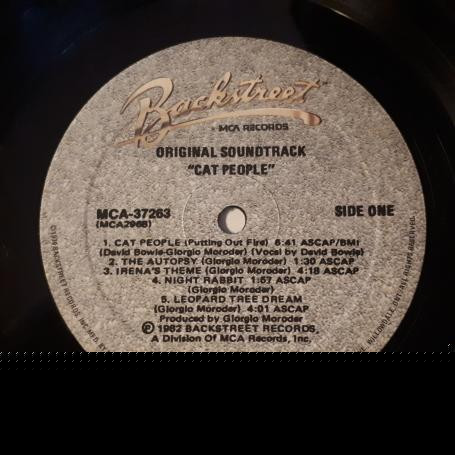 Backstreet
MCA RECORDS
ORIGINAL SOUNDTRACK
"CAT PEOPLE"
MCA-37263
SIDE ONE
(MCA2968)
1. CAT PEOPLE (Putting Out Fire) 6:41 ASCAP/BMI
(David Bowie-Giorgio Moroder) (Vocal by David Bowie)
2. THE AUTOPSY (Giorgio Moroder) 1:30 ASCAP
3. IRENA'S THEME (Giorgio Moroder) 4:18 ASCAP
4. NIGHT RABBIT 1:57 ASCAP
(Giorgio Moroder)
5. LEOPARD TREE DREAM
(Giorgio Moroder) 4:01 ASCAP
Produced by Giorgio Moroder
℗ 1982 BACKSTREET RECORDS,
A Division Of MCA Records, Inc.